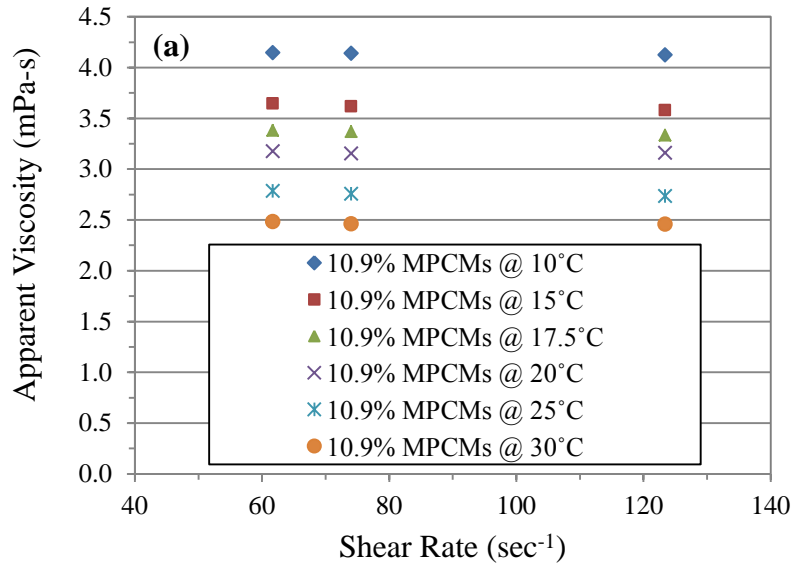 (a)
Apparent Viscosity (mPa-s)
4.5
4.0
3.5
3.0
2.5
2.0
1.5
1.0
0.5
0.0
10.9% MPCMs @ 10˚C
10.9% MPCMs @ 15˚C
10.9% MPCMs @ 17.5˚C
10.9% MPCMs @ 20˚C
10.9% MPCMs @ 25˚C
10.9% MPCMs @ 30˚C
40 60 80 100 120 140
Shear Rate (sec⁻¹)